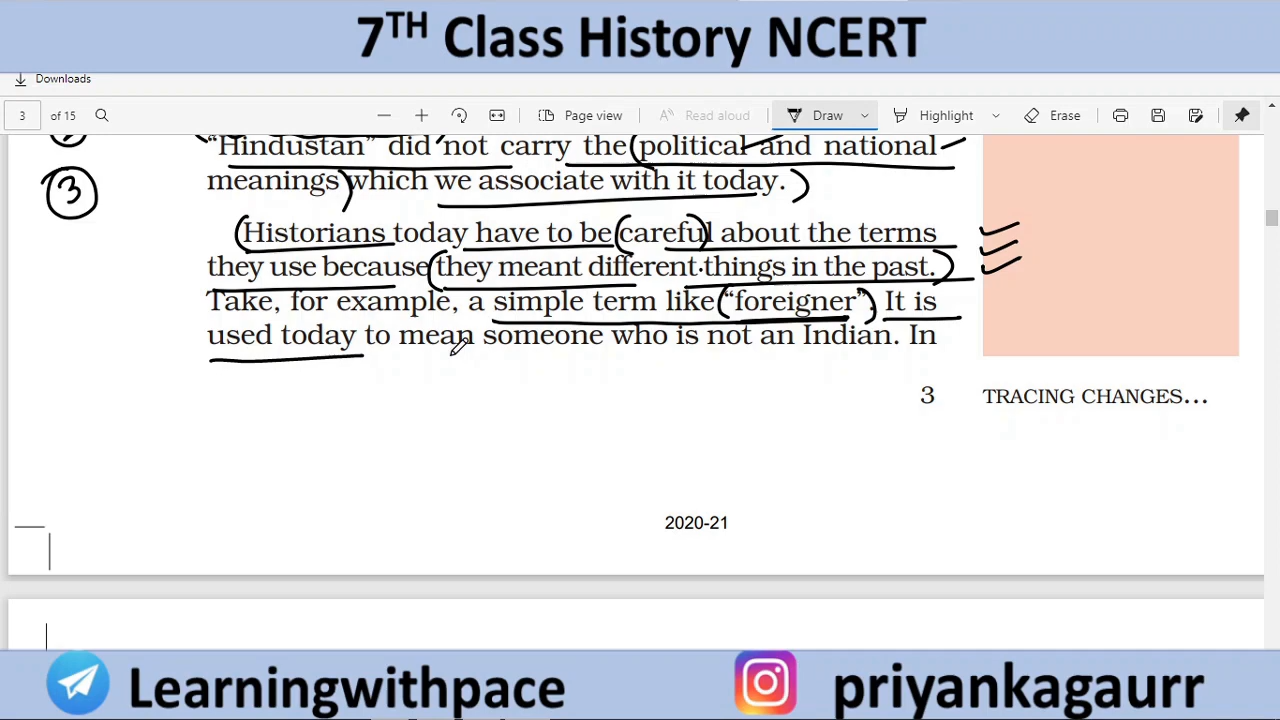 7TH Class History NCERT
Downloads
3 of 15 Page view Read aloud Draw Highlight Erase
"Hindustan" did not carry the political and national
3
meanings which we associate with it today.
Historians today have to be careful about the terms
they use because they meant different things in the past.
Take, for example, a simple term like "foreigner". It is
used today to mean someone who is not an Indian. In
3 TRACING CHANGES...
2020-21
Learningwithpace priyankagaurr